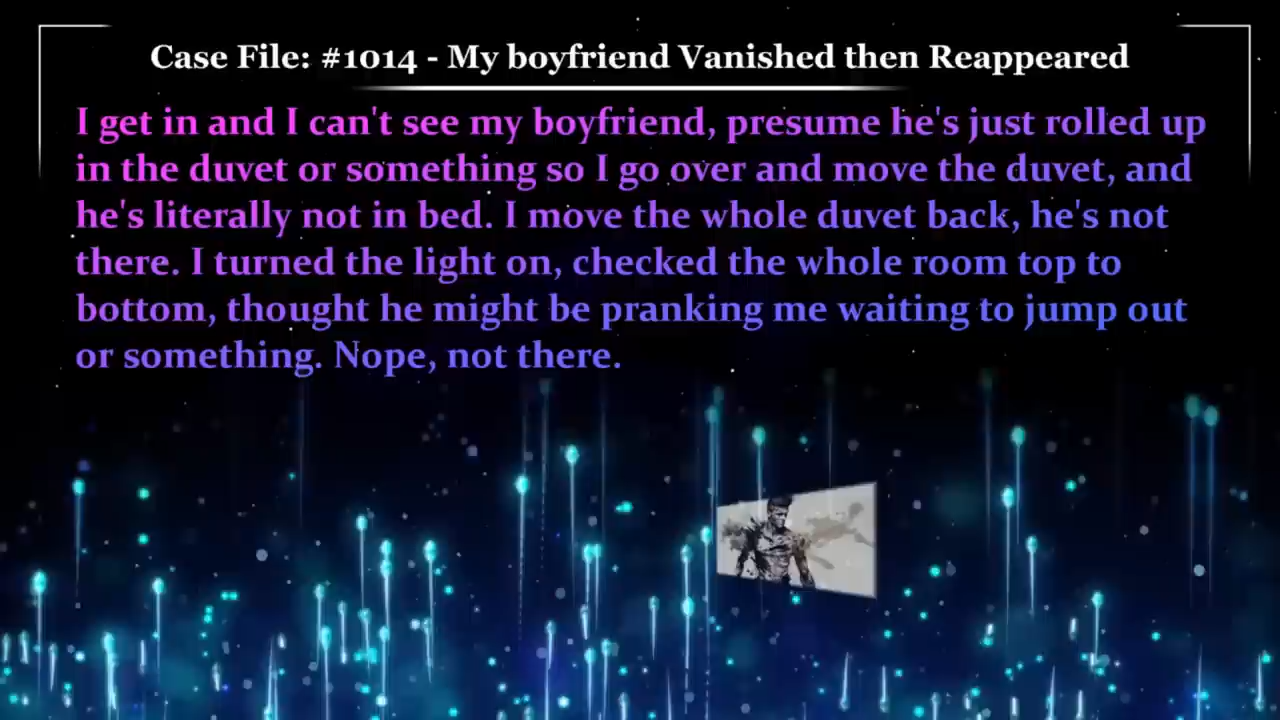 Case File: #1014 - My boyfriend Vanished then Reappeared
I get in and I can't see my boyfriend, presume he's just rolled up
in the duvet or something so I go over and move the duvet, and
he's literally not in bed. I move the whole duvet back, he's not
there. I turned the light on, checked the whole room top to
bottom, thought he might be pranking me waiting to jump out
or something. Nope, not there.